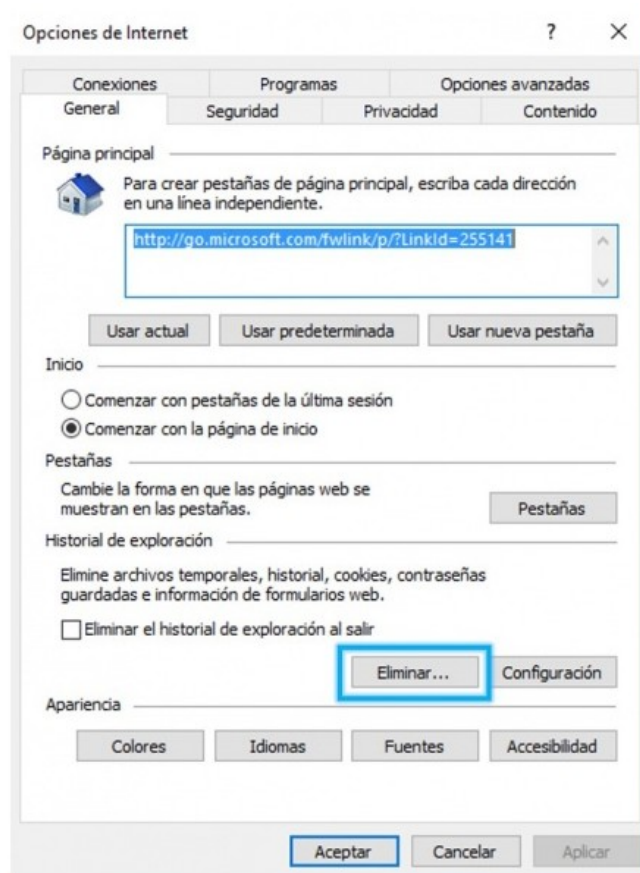 Opciones de Internet
?
Conexiones
Programas
Opciones avanzadas
General
Seguridad
Privacidad
Contenido
Página principal
Para crear pestañas de página principal, escriba cada dirección
en una línea independiente.
http://go.microsoft.com/fwlink/p/?LinkId=255141
Usar actual
Usar predeterminada
Usar nueva pestaña
Inicio
Comenzar con pestañas de la última sesión
Comenzar con la página de inicio
Pestañas
Cambie la forma en que las páginas web se
muestran en las pestañas.
Pestañas
Historial de exploración
Elimine archivos temporales, historial, cookies, contraseñas
guardadas e información de formularios web.
Eliminar el historial de exploración al salir
Eliminar...
Configuración
Apariencia
Colores
Idiomas
Fuentes
Accesibilidad
Aceptar
Cancelar
Aplicar